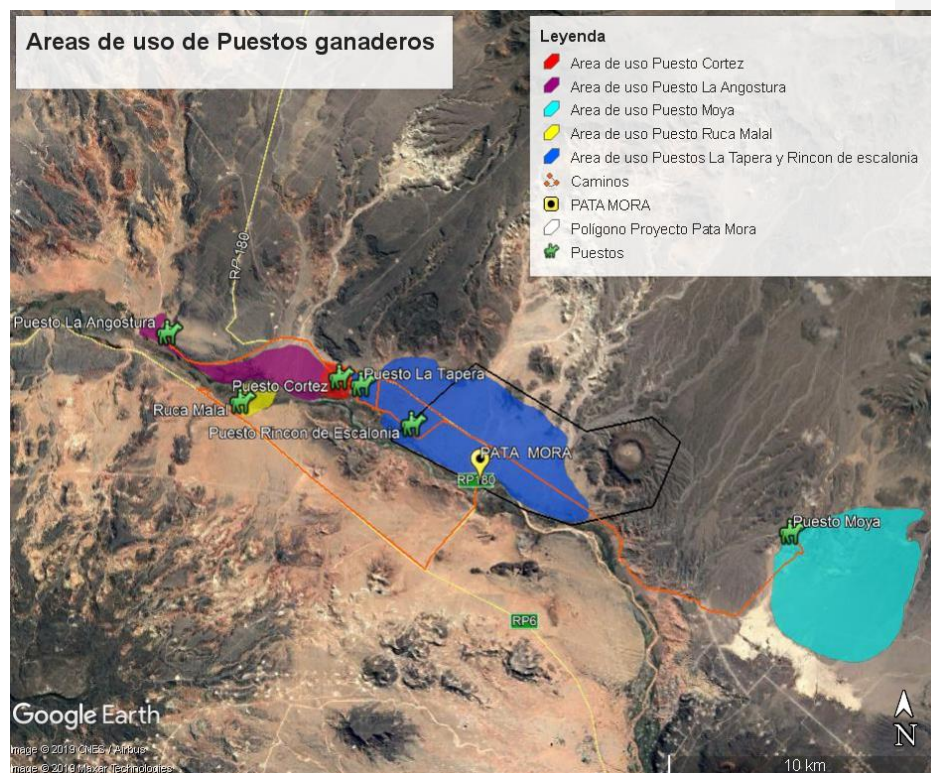 Areas de uso de Puestos ganaderos
Leyenda
Area de uso Puesto Cortez
Area de uso Puesto La Angostura
Area de uso Puesto Moya
Area de uso Puesto Ruca Malal
Area de uso Puestos La Tapera y Rincon de escalonia
Caminos
PATA MORA
Polígono Proyecto Pata Mora
Puestos
RP 180
Puesto La Angostura
Puesto La Tapera
Puesto Cortez
Ruca Malal
Puesto Rincon de Escalonia
PATA MORA
RP180
Puesto Moya
RP6
Google Earth
N
Image © 2019 CNES / Airbus
Image © 2019 Maxar Technologies
10 km